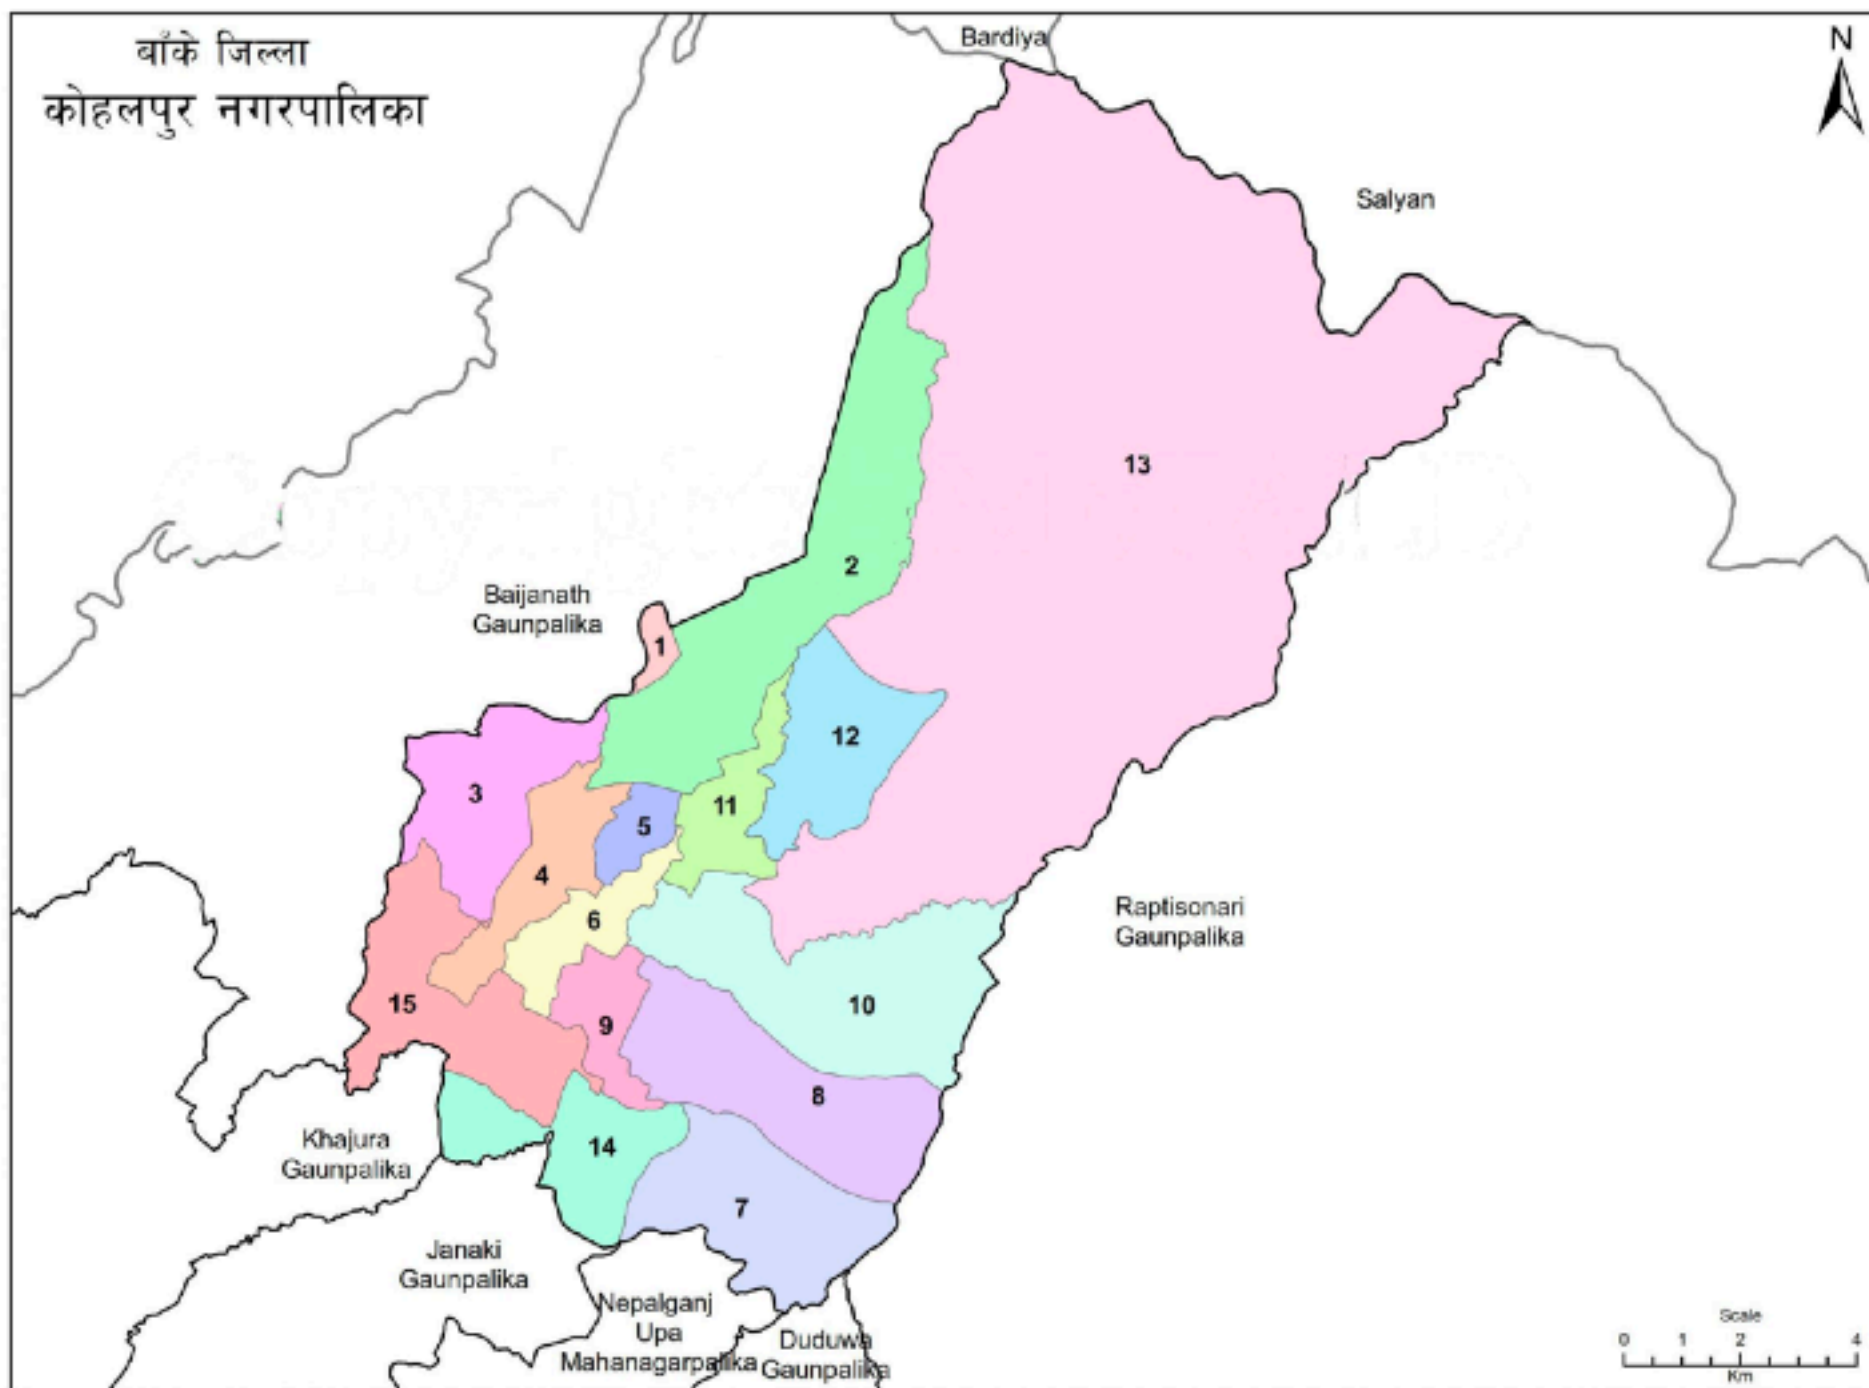 बाँके जिल्ला
कोहलपुर नगरपालिका
Bardiya
N
Salyan
13
2
Baijanath
Gaunpalika
1
12
3
11
5
4
6
Raptisonari
Gaunpalika
15
10
9
8
Khajura
Gaunpalika
14
7
Janaki
Gaunpalika
Nepalganj
Upa
Mahanagarpalika
Duduwa
Gaunpalika
Scale
0 1 2 4
Km